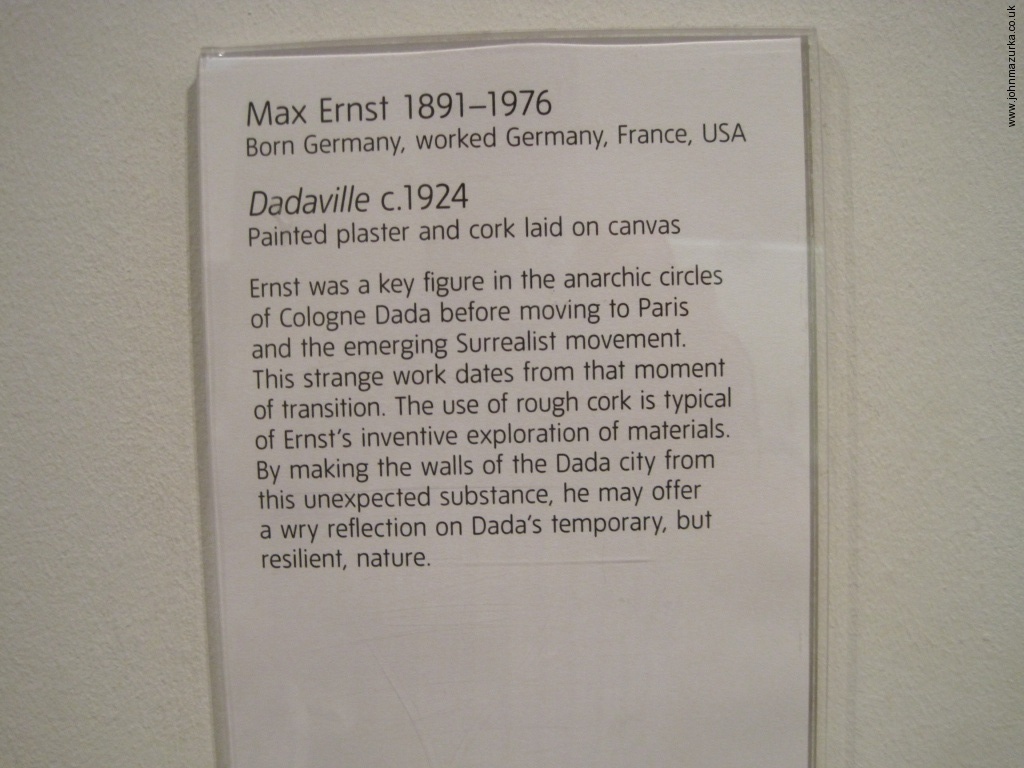 Max Ernst 1891–1976
Born Germany, worked Germany, France, USA
Dadaville c.1924
Painted plaster and cork laid on canvas
Ernst was a key figure in the anarchic circles
of Cologne Dada before moving to Paris
and the emerging Surrealist movement.
This strange work dates from that moment
of transition. The use of rough cork is typical
of Ernst's inventive exploration of materials.
By making the walls of the Dada city from
this unexpected substance, he may offer
a wry reflection on Dada's temporary, but
resilient, nature.
www.johnmazurka.co.uk